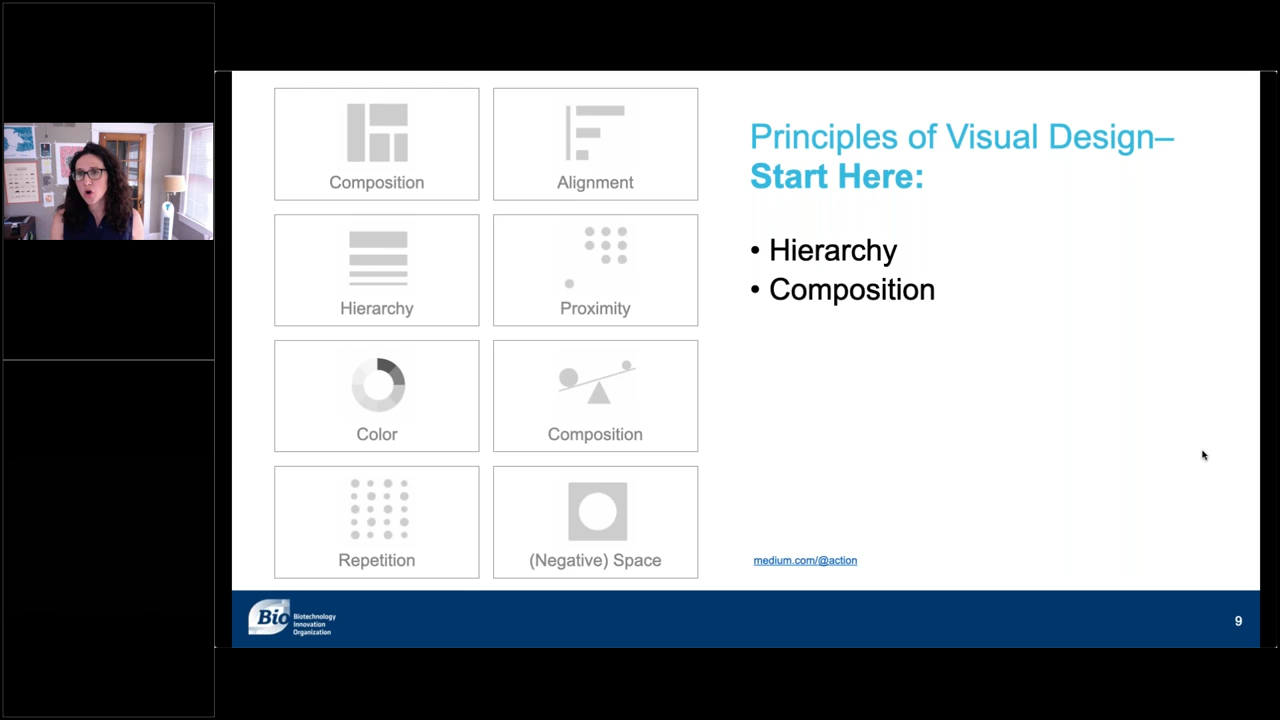 Composition
Alignment
Hierarchy
Proximity
Color
Composition
Repetition
(Negative) Space
Principles of Visual Design–
Start Here:
• Hierarchy
• Composition
medium.com/@action
Bio
Biotechnology
Innovation
Organization
9